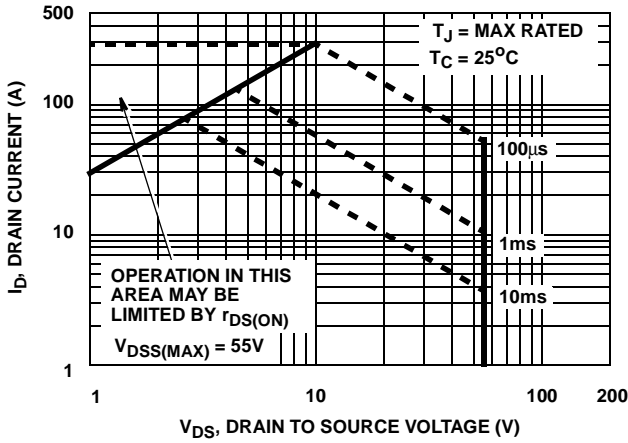 500
100
10
1
I_D, DRAIN CURRENT (A)
T_J = MAX RATED
T_C = 25°C
100μs
1ms
10ms
OPERATION IN THIS
AREA MAY BE
LIMITED BY r_DS(ON)
V_DSS(MAX) = 55V
1
10
100
200
V_DS, DRAIN TO SOURCE VOLTAGE (V)